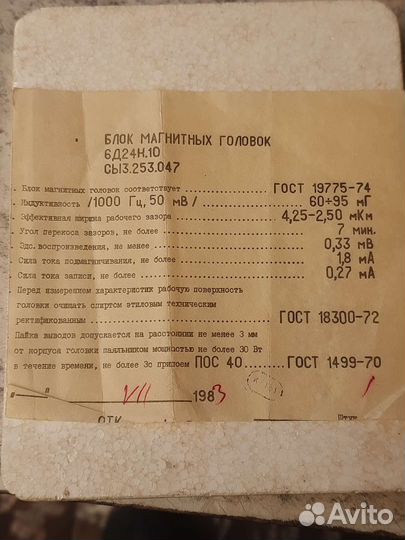 БЛОК МАГНИТНЫХ ГОЛОВОК
6Д24Н.10
СЫ3.253.047
. Блок магнитных головок соответствует ............... ГОСТ 19775-74
. Индуктивность /1000 Гц, 50 мВ/ ............... 60÷95 мГ
. Эффективная ширина рабочего зазора ............... 4,25-2,50 мКм
. Угол перекоса зазоров, не более ............... 7 мин.
. Эдс.воспроизведения, не менее ............... 0,33 мВ
. Сила тока подмагничивания, не более ............... 1,8 мА
. Сила тока записи, не более ............... 0,27 мА
. Перед измерением характеристик рабочую поверхность
головки очищать спиртом этиловым техническим
ректификованным ............... ГОСТ 18300-72
Пайка выводов допускается на расстоянии не менее 3 мм
от корпуса головки паяльником мощностью не более 30 Вт
в течение времени, не более 3с припоем ПОС 40 ....... ГОСТ 1499-70
"—" VII 1983 1
ОТК Штук
Avito